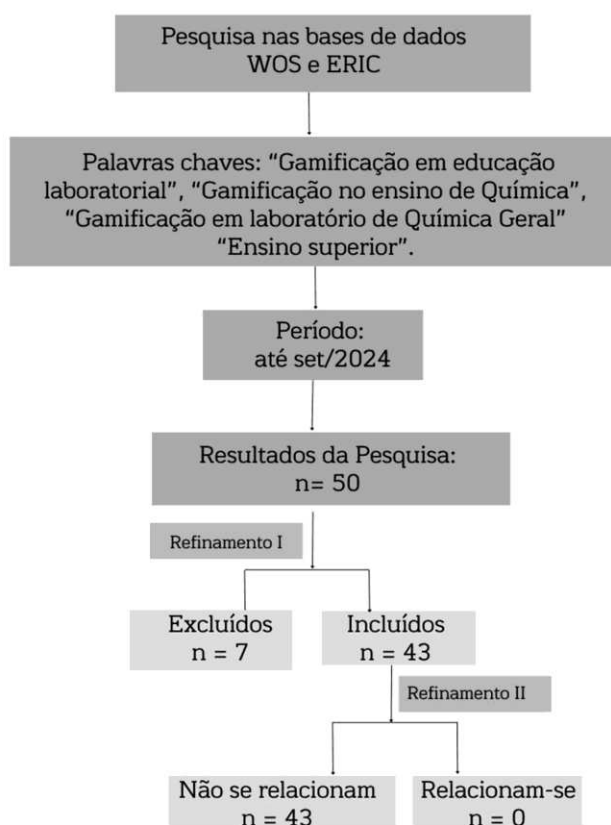 Pesquisa nas bases de dados
WOS e ERIC
Palavras chaves: “Gamificação em educação
laboratorial”, “Gamificação no ensino de Química”,
“Gamificação em laboratório de Química Geral”
“Ensino superior”.
Período:
até set/2024
Resultados da Pesquisa:
n= 50
Refinamento I
Excluídos
n = 7
Incluídos
n = 43
Refinamento II
Não se relacionam
n = 43
Relacionam-se
n = 0